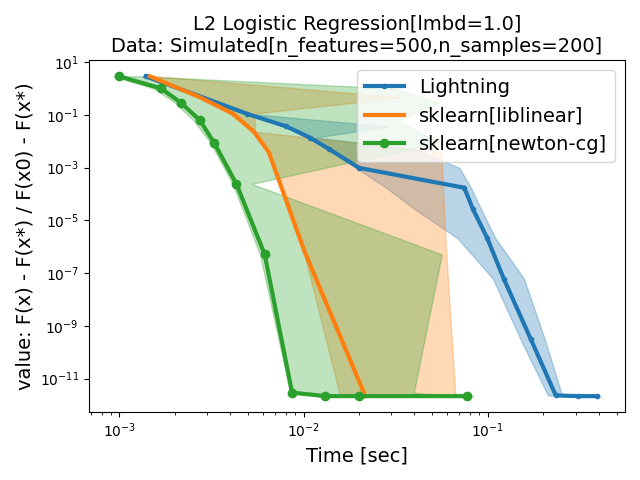 L2 Logistic Regression[lmbd=1.0]
Data: Simulated[n_features=500,n_samples=200]
value: F(x) - F(x*) / F(x0) - F(x*)
10¹
10⁻¹
10⁻³
10⁻⁵
10⁻⁷
10⁻⁹
10⁻¹¹
Lightning
sklearn[liblinear]
sklearn[newton-cg]
10⁻³
10⁻²
10⁻¹
Time [sec]